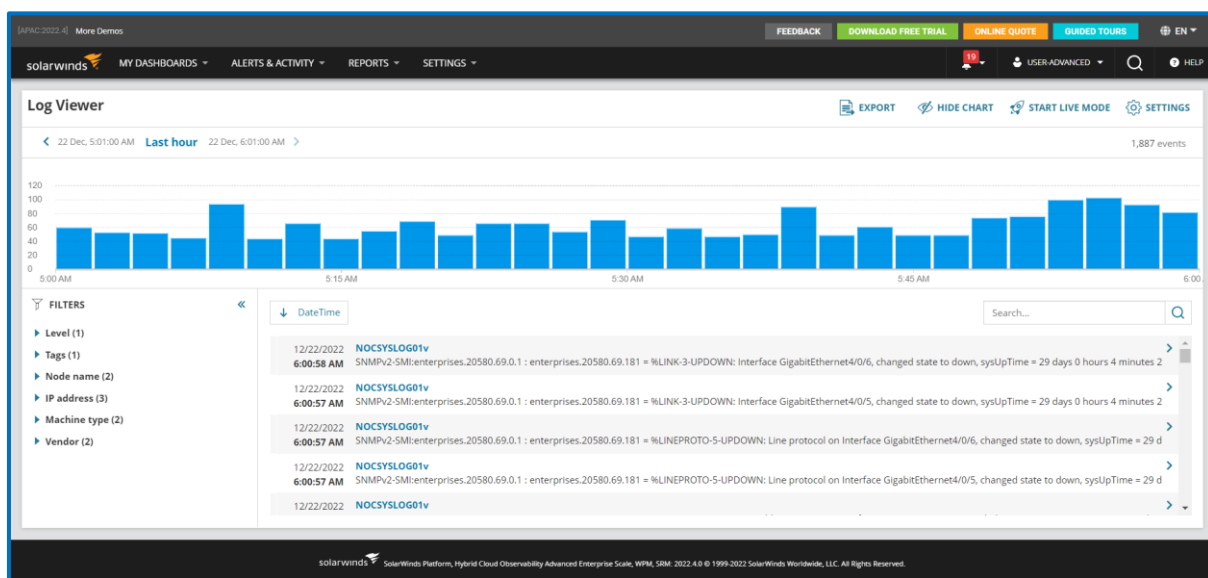 [APAC:2022.4] More Demos FEEDBACK DOWNLOAD FREE TRIAL ONLINE QUOTE GUIDED TOURS EN
solarwinds MY DASHBOARDS ALERTS & ACTIVITY REPORTS SETTINGS 19 USER-ADVANCED HELP
Log Viewer EXPORT HIDE CHART START LIVE MODE SETTINGS
22 Dec, 5:01:00 AM Last hour 22 Dec, 6:01:00 AM 1,887 events
120
100
80
60
40
20
0
5:00 AM 5:15 AM 5:30 AM 5:45 AM 6:00
FILTERS DateTime Search...
Level (1)
Tags (1)
Node name (2)
IP address (3)
Machine type (2)
Vendor (2)
12/22/2022 NOCSYSLOG01v
6:00:58 AM SNMPv2-SMI:enterprises.20580.69.0.1 : enterprises.20580.69.181 = %LINK-3-UPDOWN: Interface GigabitEthernet4/0/6, changed state to down, sysUpTime = 29 days 0 hours 4 minutes 2
12/22/2022 NOCSYSLOG01v
6:00:57 AM SNMPv2-SMI:enterprises.20580.69.0.1 : enterprises.20580.69.181 = %LINK-3-UPDOWN: Interface GigabitEthernet4/0/5, changed state to down, sysUpTime = 29 days 0 hours 4 minutes 2
12/22/2022 NOCSYSLOG01v
6:00:57 AM SNMPv2-SMI:enterprises.20580.69.0.1 : enterprises.20580.69.181 = %LINEPROTO-5-UPDOWN: Line protocol on Interface GigabitEthernet4/0/6, changed state to down, sysUpTime = 29 d
12/22/2022 NOCSYSLOG01v
6:00:57 AM SNMPv2-SMI:enterprises.20580.69.0.1 : enterprises.20580.69.181 = %LINEPROTO-5-UPDOWN: Line protocol on Interface GigabitEthernet4/0/5, changed state to down, sysUpTime = 29 d
12/22/2022 NOCSYSLOG01v
solarwinds SolarWinds Platform, Hybrid Cloud Observability Advanced Enterprise Scale, WPM, SRM: 2022.4.0 © 1999-2022 SolarWinds Worldwide, LLC. All Rights Reserved.